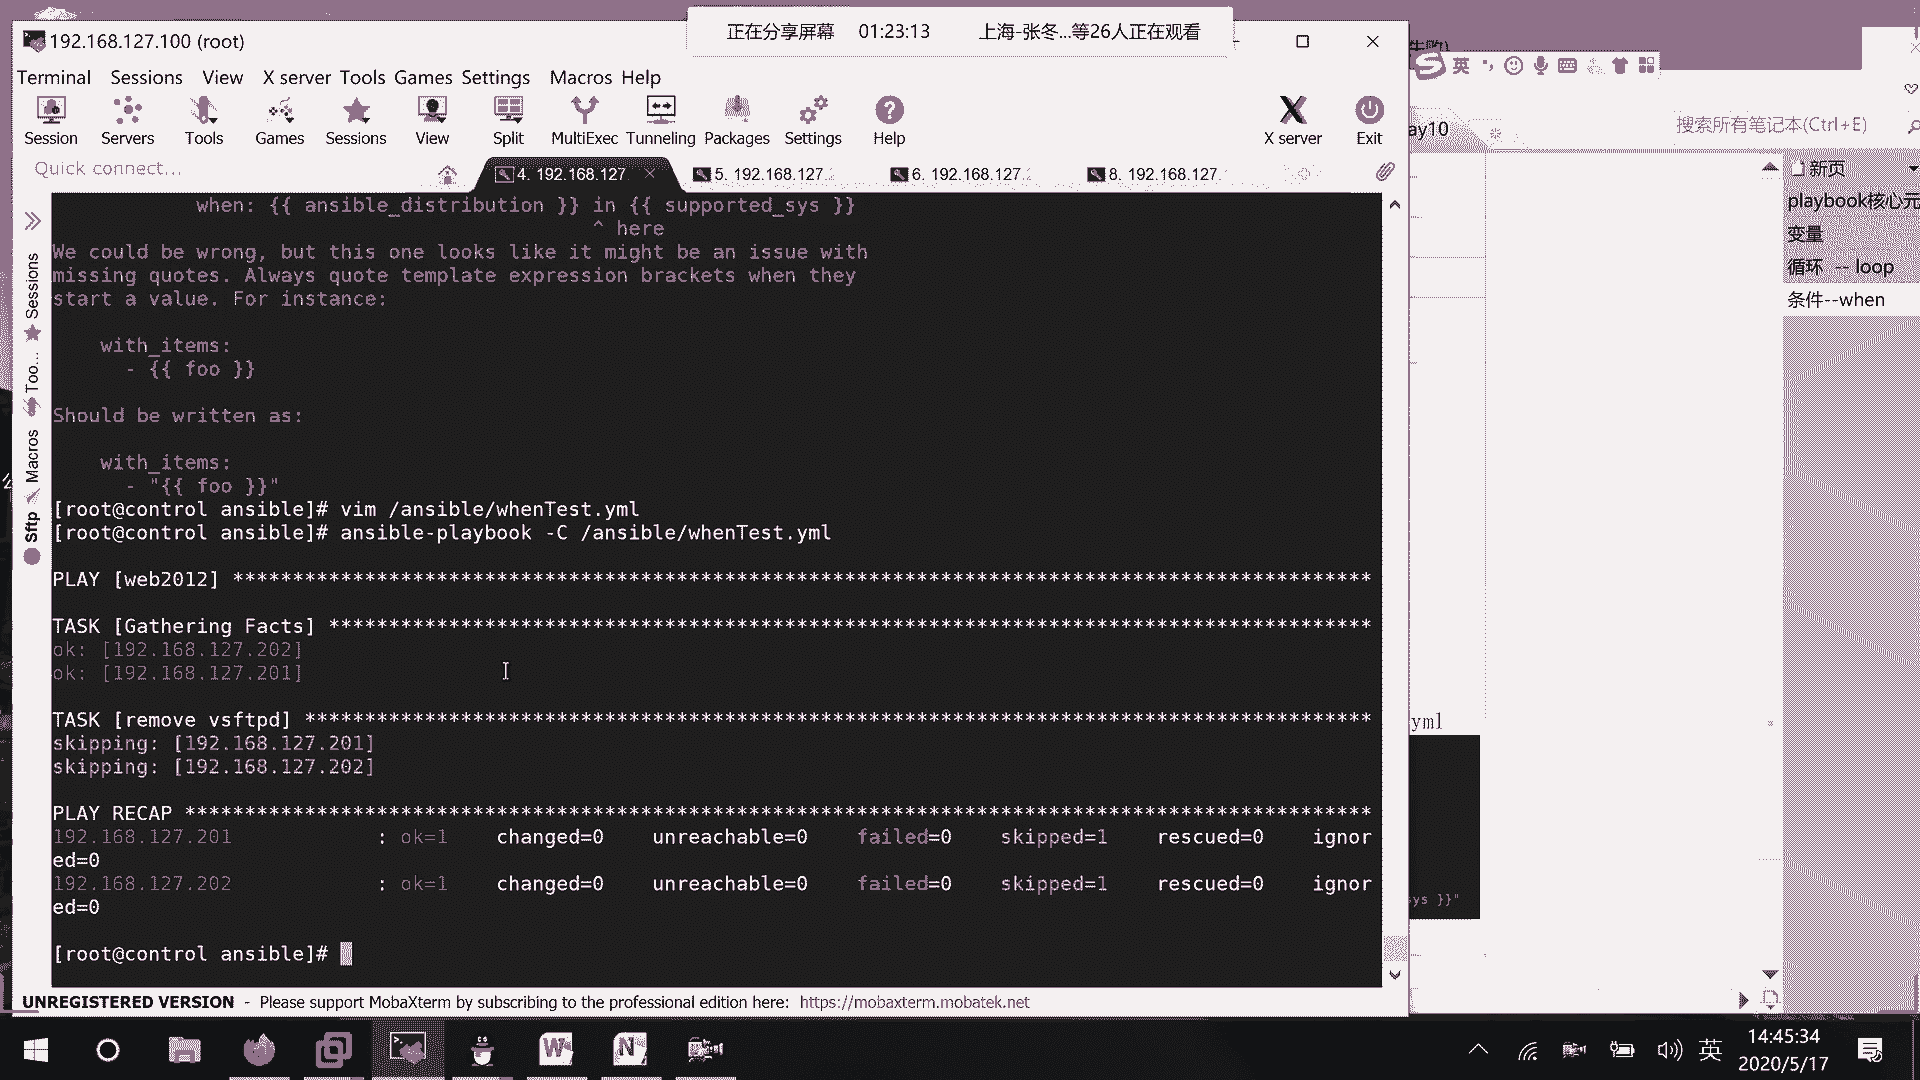 192.168.127.100 (root)
正在分享屏幕 01:23:13 上海-张冬...等26人正在观看
Terminal Sessions View X server Tools Games Settings Macros Help
Session Servers Tools Games Sessions View Split MultiExec Tunneling Packages Settings Help X server Exit
Quick connect...
4. 192.168.127 5. 192.168.127. 6. 192.168.127. 8. 192.168.127.
Sessions
Too...
Macros
Sftp
when: {{ ansible_distribution }} in {{ supported_sys }}
^ here
We could be wrong, but this one looks like it might be an issue with
missing quotes. Always quote template expression brackets when they
start a value. For instance:
with_items:
- {{ foo }}
Should be written as:
with_items:
- "{{ foo }}"
[root@control ansible]# vim /ansible/whenTest.yml
[root@control ansible]# ansible-playbook -C /ansible/whenTest.yml
PLAY [web2012] ***********************************************************************************************
TASK [Gathering Facts] ***************************************************************************************
ok: [192.168.127.202]
ok: [192.168.127.201]
TASK [remove vsftpd] *****************************************************************************************
skipping: [192.168.127.201]
skipping: [192.168.127.202]
PLAY RECAP ***************************************************************************************************
192.168.127.201 : ok=1 changed=0 unreachable=0 failed=0 skipped=1 rescued=0 ignor
ed=0
192.168.127.202 : ok=1 changed=0 unreachable=0 failed=0 skipped=1 rescued=0 ignor
ed=0
[root@control ansible]#
UNREGISTERED VERSION - Please support MobaXterm by subscribing to the professional edition here: https://mobaxterm.mobatek.net
英
ay10
搜索所有笔记本(Ctrl+E)
新页
playbook核心元
变量
循环 -- loop
条件--when
yml
sys }}"
英
14:45:34
2020/5/17